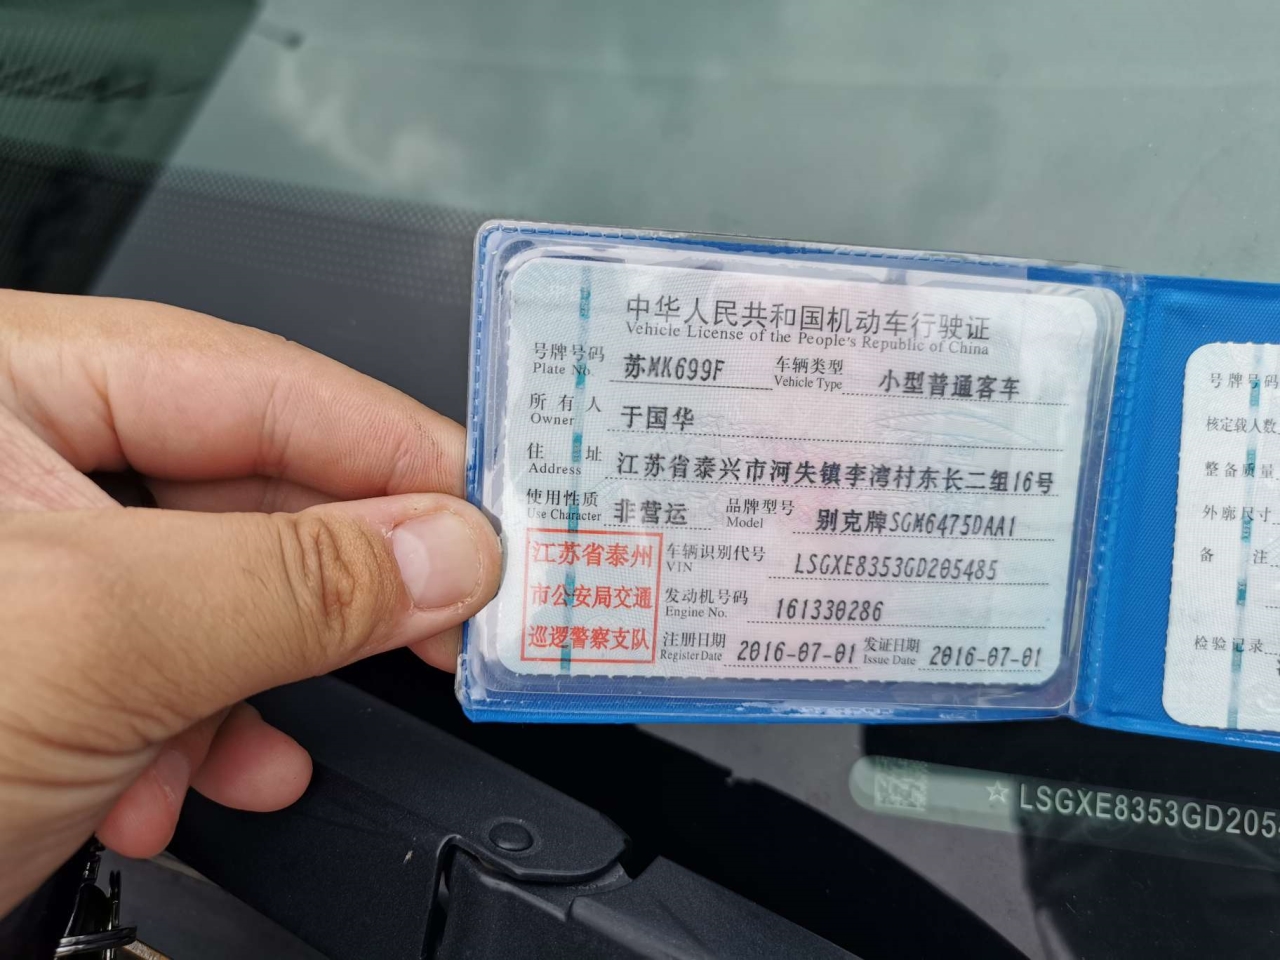 中华人民共和国机动车行驶证
Vehicle License of the People's Republic of China
号牌号码 苏MK699F 车辆类型 小型普通客车
Plate No. Vehicle Type
所有人 于国华
Owner
住址 江苏省泰兴市河失镇李湾村东长二组16号
Address
使用性质 非营运 品牌型号 别克牌SGM6475DAA1
Use Character Model
江苏省泰州
市公安局交通
巡逻警察支队
车辆识别代号 LSGXE8353GD205485
VIN
发动机号码 161330286
Engine No.
注册日期 2016-07-01 发证日期 2016-07-01
Register Date Issue Date
号牌号码
核定载人数
整备质量
外廓尺寸
备注
检验记录
☆LSGXE8353GD205